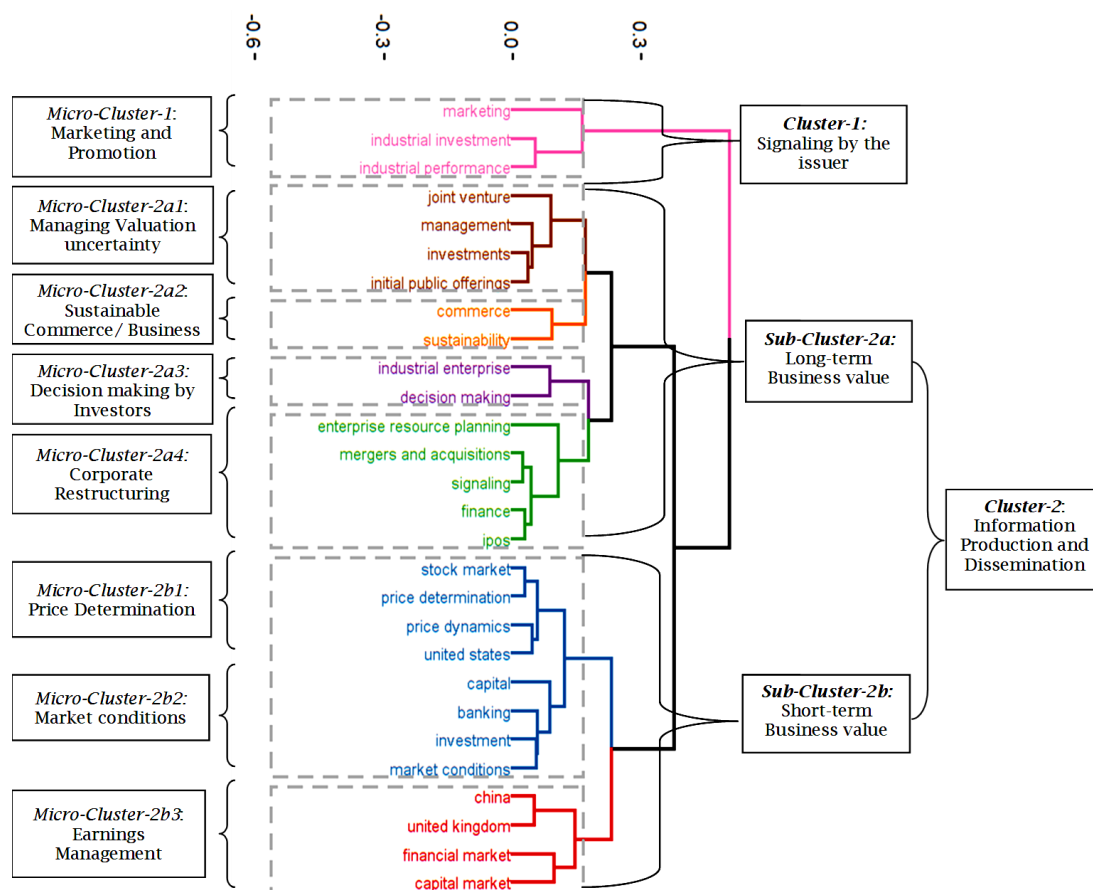 -0.6-
-0.3-
0.0-
0.3-
Micro-Cluster-1:
Marketing and
Promotion
Micro-Cluster-2a1:
Managing Valuation
uncertainty
Micro-Cluster-2a2:
Sustainable
Commerce/ Business
Micro-Cluster-2a3:
Decision making by
Investors
Micro-Cluster-2a4:
Corporate
Restructuring
Micro-Cluster-2b1:
Price Determination
Micro-Cluster-2b2:
Market conditions
Micro-Cluster-2b3:
Earnings
Management
marketing
industrial investment
industrial performance
joint venture
management
investments
initial public offerings
commerce
sustainability
industrial enterprise
decision making
enterprise resource planning
mergers and acquisitions
signaling
finance
ipos
stock market
price determination
price dynamics
united states
capital
banking
investment
market conditions
china
united kingdom
financial market
capital market
Cluster-1:
Signaling by the
issuer
Sub-Cluster-2a:
Long-term
Business value
Sub-Cluster-2b:
Short-term
Business value
Cluster-2:
Information
Production and
Dissemination